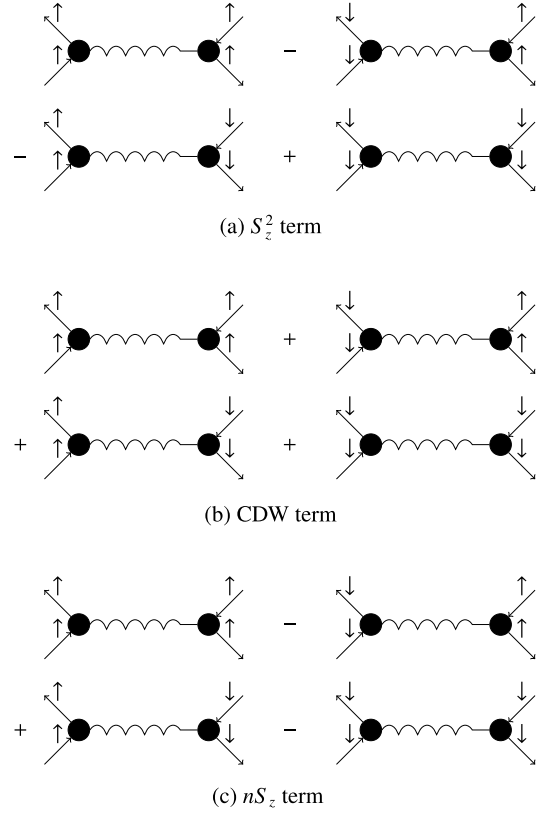 ↑ ↑ − ↓ ↑
↑ ↑ ↓ ↑
− ↑ ↓ + ↓ ↓
↑ ↓ ↓ ↓
(a) $S_z^2$ term
↑ ↑ + ↓ ↑
↑ ↑ ↓ ↑
+ ↑ ↓ + ↓ ↓
↑ ↓ ↓ ↓
(b) CDW term
↑ ↑ − ↓ ↑
↑ ↑ ↓ ↑
+ ↑ ↓ − ↓ ↓
↑ ↓ ↓ ↓
(c) $nS_z$ term